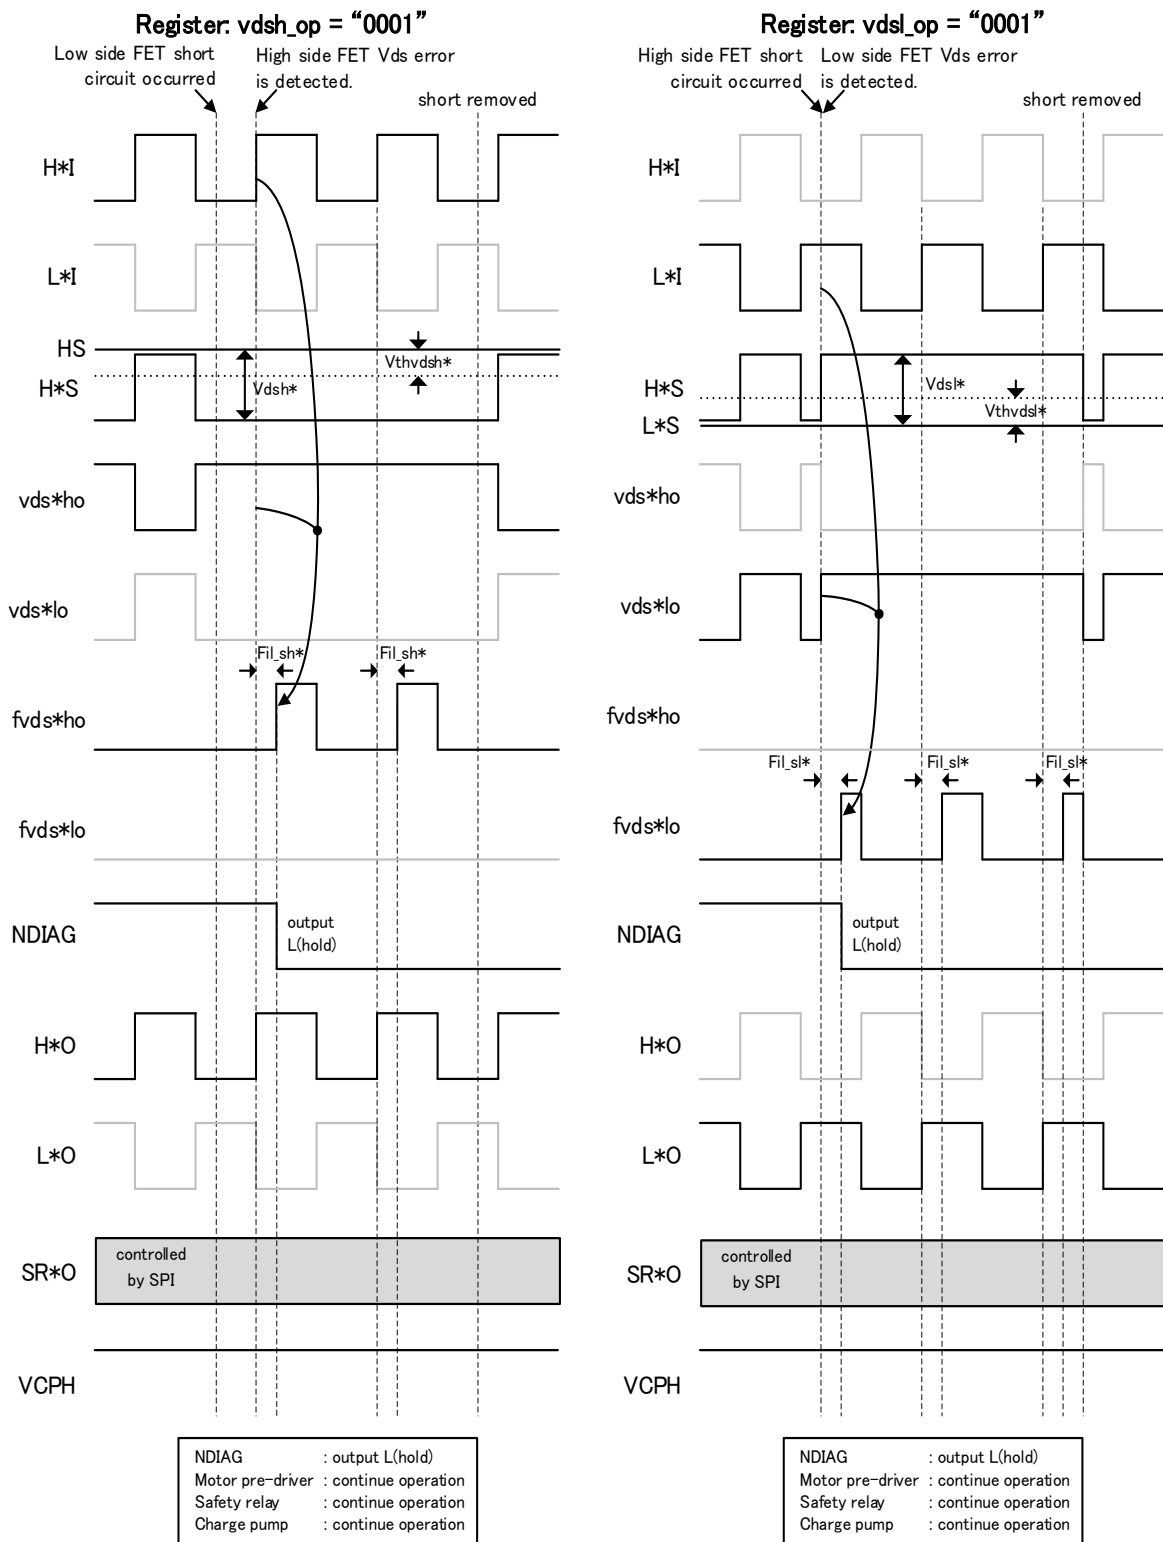 Register: vdsh_op = “0001”
Low side FET short
circuit occurred
High side FET Vds error
is detected.
short removed
H*I
L*I
HS
Vthvdsh*
H*S
Vdsh*
vds*ho
vds*lo
Fil_sh*
Fil_sh*
fvds*ho
fvds*lo
NDIAG
output
L(hold)
H*O
L*O
SR*O
controlled
by SPI
VCPH
NDIAG : output L(hold)
Motor pre-driver : continue operation
Safety relay : continue operation
Charge pump : continue operation
Register: vdsl_op = “0001”
High side FET short
circuit occurred
Low side FET Vds error
is detected.
short removed
H*I
L*I
H*S
Vdsl*
Vthvdsl*
L*S
vds*ho
vds*lo
fvds*ho
Fil_sl*
Fil_sl*
Fil_sl*
fvds*lo
NDIAG
output
L(hold)
H*O
L*O
SR*O
controlled
by SPI
VCPH
NDIAG : output L(hold)
Motor pre-driver : continue operation
Safety relay : continue operation
Charge pump : continue operation